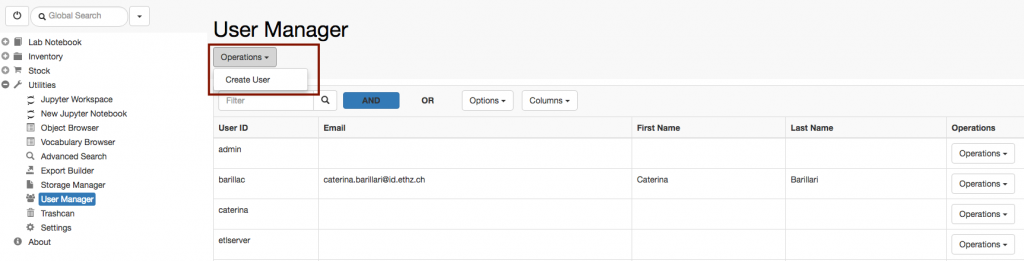 Global Search
Lab Notebook
Inventory
Stock
Utilities
Jupyter Workspace
New Jupyter Notebook
Object Browser
Vocabulary Browser
Advanced Search
Export Builder
Storage Manager
User Manager
Trashcan
Settings
About
User Manager
Operations
Create User
Filter AND OR Options Columns
User ID Email First Name Last Name Operations
admin Operations
barillac caterina.barillari@id.ethz.ch Caterina Barillari Operations
caterina Operations
etlserver Operations